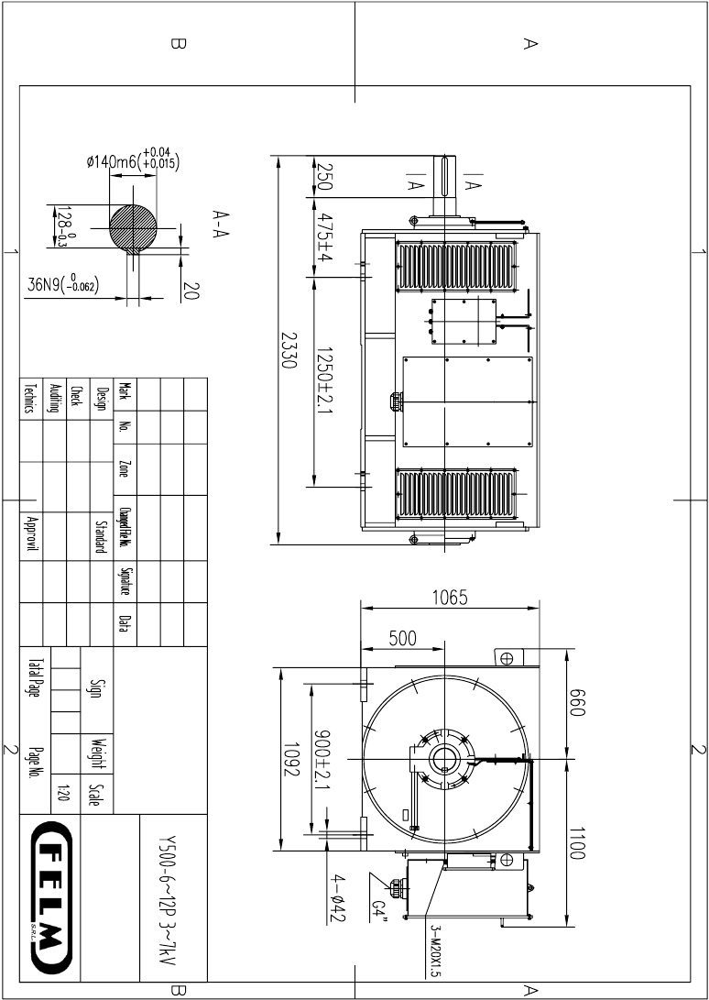 B
A
1
1
2
2
B
A
ø140m6(+0.04 +0.015)
128 0 -0.3
A-A
36N9( 0 -0.062)
20
A
A
250
475±4
1250±2.1
2330
1065
500
660
1100
900±2.1
1092
4-ø42
G4"
3-M20X1.5
Mark
No.
Zone
Changed File No.
Signature
Data
Design
Standard
Check
Auditing
Technics
Approvil
Sign
Weight
Scale
1:20
TatalPage
Page No.
Y500-6~12P 3~7kV
FELM
S.R.L.